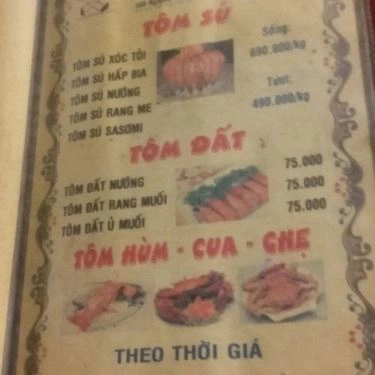 TÔM SÚ
TÔM SÚ XÓC TỎI
TÔM SÚ HẤP BIA
TÔM SÚ NƯỚNG
TÔM SÚ RANG ME
TÔM SÚ SASƠMI
Sống:
690.000/kg
Tươi:
490.000/kg
TÔM ĐẤT
TÔM ĐẤT NƯỚNG 75.000
TÔM ĐẤT RANG MUỐI 75.000
TÔM ĐẤT Ủ MUỐI 75.000
TÔM HÙM - CUA - GHẸ
THEO THỜI GIÁ